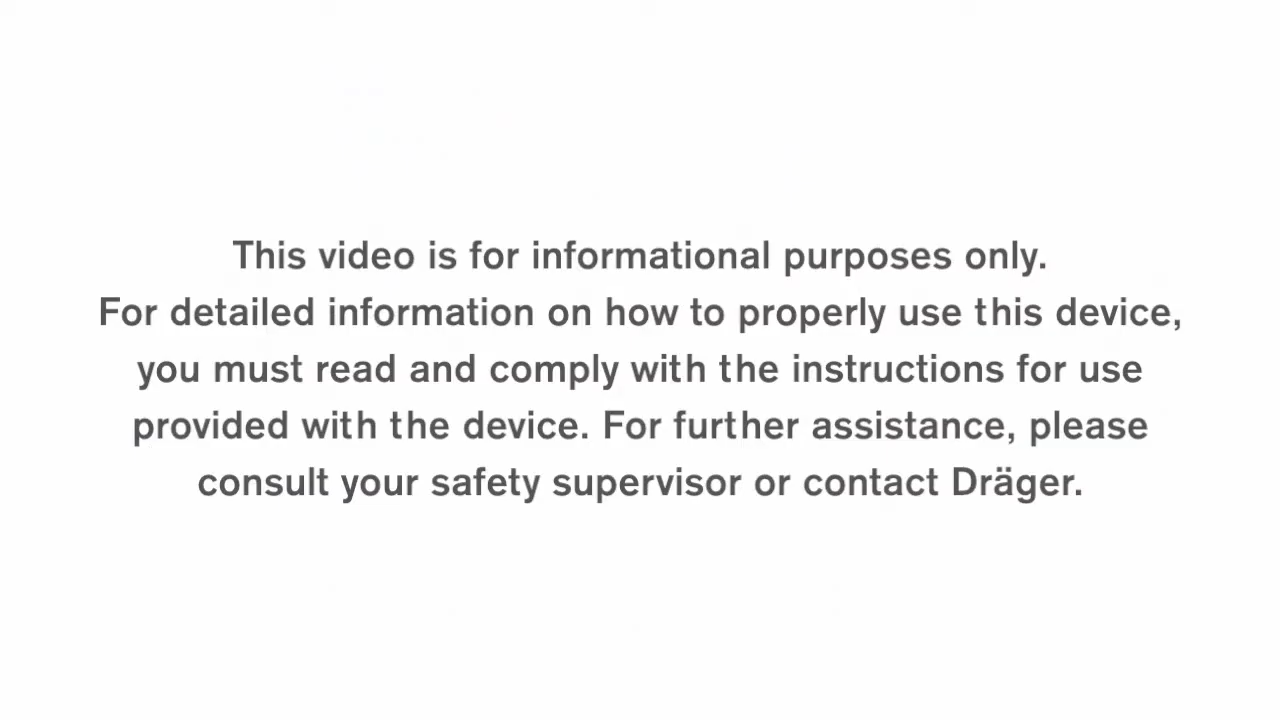 This video is for informational purposes only.
For detailed information on how to properly use this device,
you must read and comply with the instructions for use
provided with the device. For further assistance, please
consult your safety supervisor or contact Dräger.